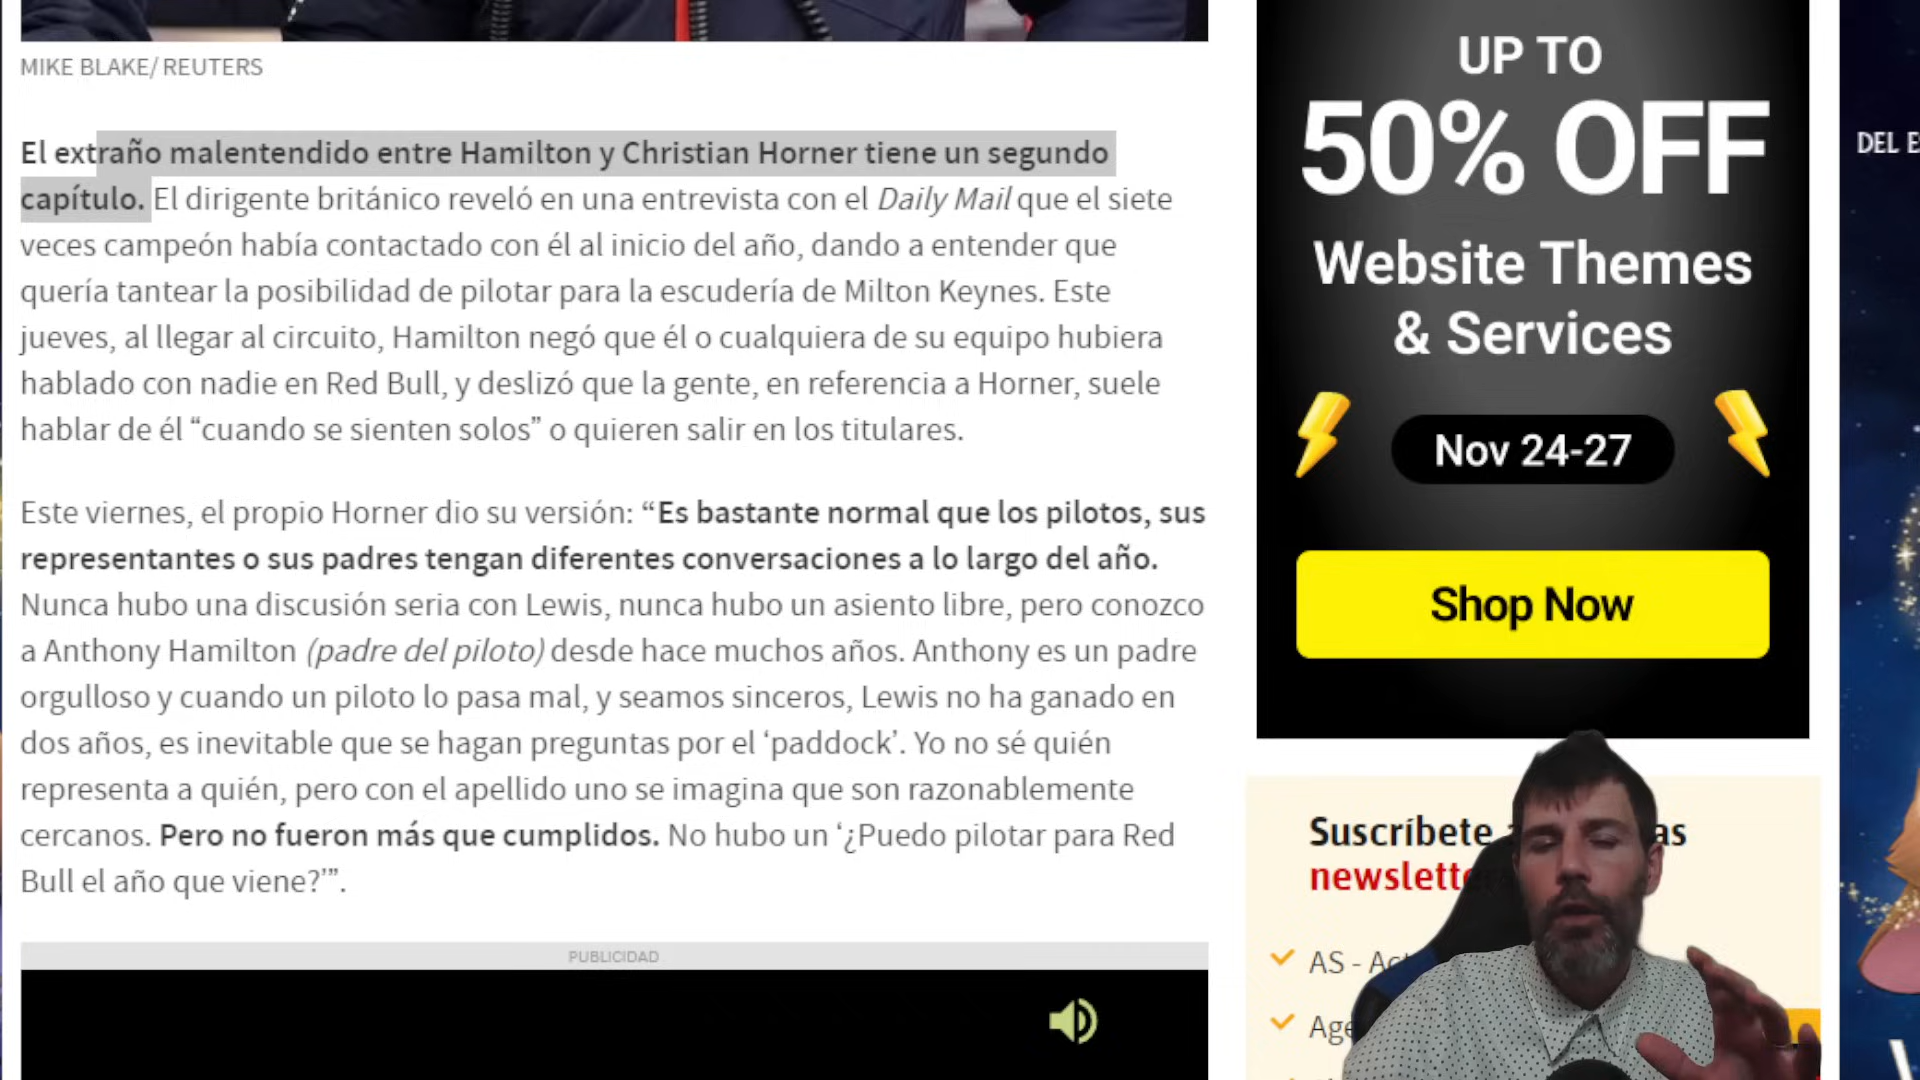 MIKE BLAKE/ REUTERS
El extraño malentendido entre Hamilton y Christian Horner tiene un segundo
capítulo. El dirigente británico reveló en una entrevista con el Daily Mail que el siete
veces campeón había contactado con él al inicio del año, dando a entender que
quería tantear la posibilidad de pilotar para la escudería de Milton Keynes. Este
jueves, al llegar al circuito, Hamilton negó que él o cualquiera de su equipo hubiera
hablado con nadie en Red Bull, y deslizó que la gente, en referencia a Horner, suele
hablar de él “cuando se sienten solos” o quieren salir en los titulares.
Este viernes, el propio Horner dio su versión: “Es bastante normal que los pilotos, sus
representantes o sus padres tengan diferentes conversaciones a lo largo del año.
Nunca hubo una discusión seria con Lewis, nunca hubo un asiento libre, pero conozco
a Anthony Hamilton (padre del piloto) desde hace muchos años. Anthony es un padre
orgulloso y cuando un piloto lo pasa mal, y seamos sinceros, Lewis no ha ganado en
dos años, es inevitable que se hagan preguntas por el ‘paddock’. Yo no sé quién
representa a quién, pero con el apellido uno se imagina que son razonablemente
cercanos. Pero no fueron más que cumplidos. No hubo un ‘¿Puedo pilotar para Red
Bull el año que viene?’”.
PUBLICIDAD
UP TO
50% OFF
Website Themes
& Services
Nov 24-27
Shop Now
Suscríbete
AS -
DEL